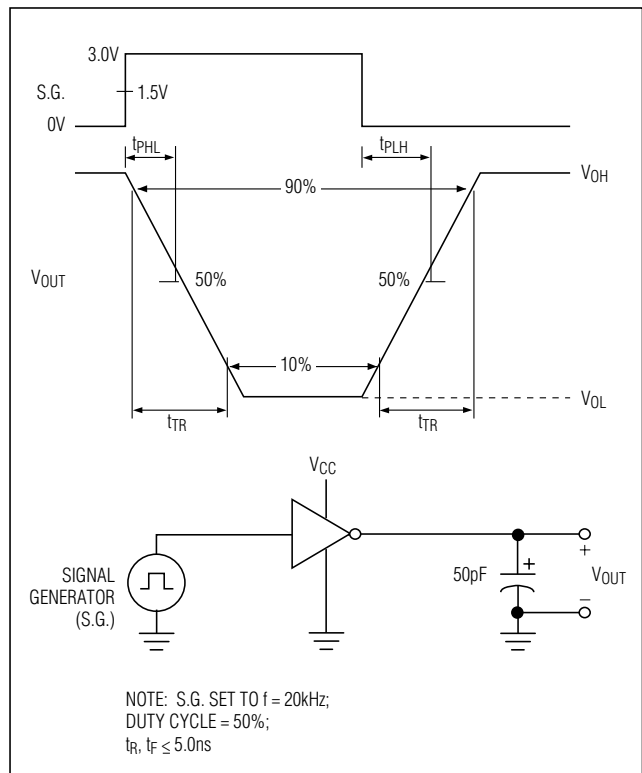 3.0V
S.G.
1.5V
0V
tPHL
tPLH
VOH
90%
VOUT
50%
50%
10%
VOL
tTR
tTR
VCC
SIGNAL
GENERATOR
(S.G.)
50pF
+
+
VOUT
–
NOTE: S.G. SET TO f = 20kHz;
DUTY CYCLE = 50%;
tR, tF ≤ 5.0ns